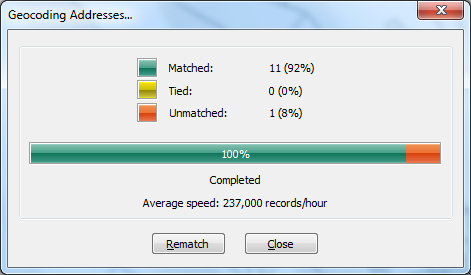 Geocoding Addresses...
Matched: 11 (92%)
Tied: 0 (0%)
Unmatched: 1 (8%)
100%
Completed
Average speed: 237,000 records/hour
Rematch Close